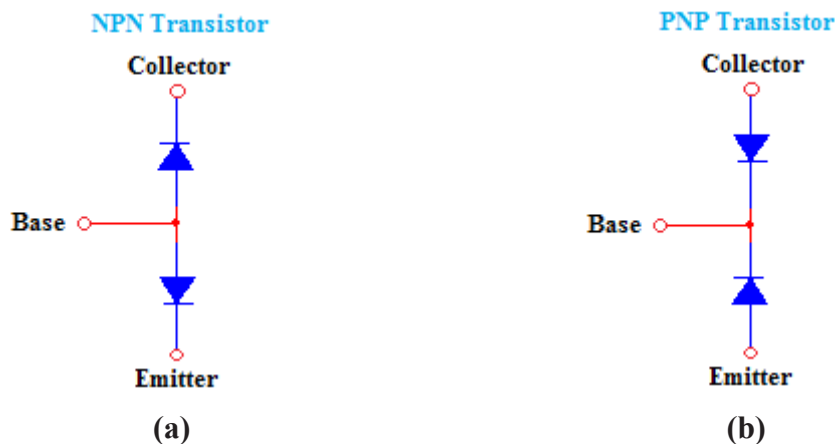 NPN Transistor
Collector
Base
Emitter
(a)
PNP Transistor
Collector
Base
Emitter
(b)